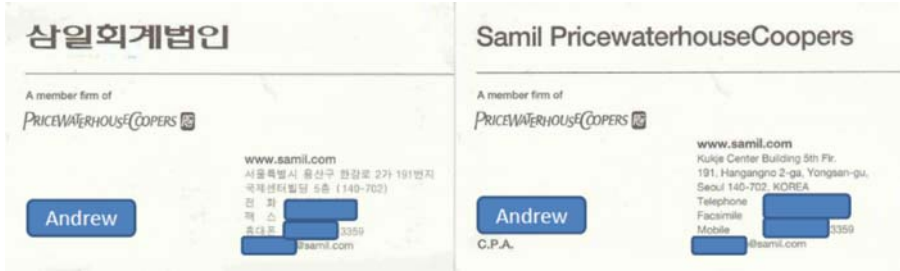 삼일회계법인
A member firm of
PRICEWATERHOUSECOOPERS
www.samil.com
서울특별시 용산구 한강로 2가 191번지
국제센터빌딩 5층 (140-702)
전 화
팩 스
휴대폰 3359
@samil.com
Andrew
Samil PricewaterhouseCoopers
A member firm of
PRICEWATERHOUSECOOPERS
www.samil.com
Kukje Center Building 5th Flr.
191, Hangangno 2-ga, Yongsan-gu,
Seoul 140-702, KOREA
Telephone
Facsimile
Mobile 3359
@samil.com
Andrew
C.P.A.